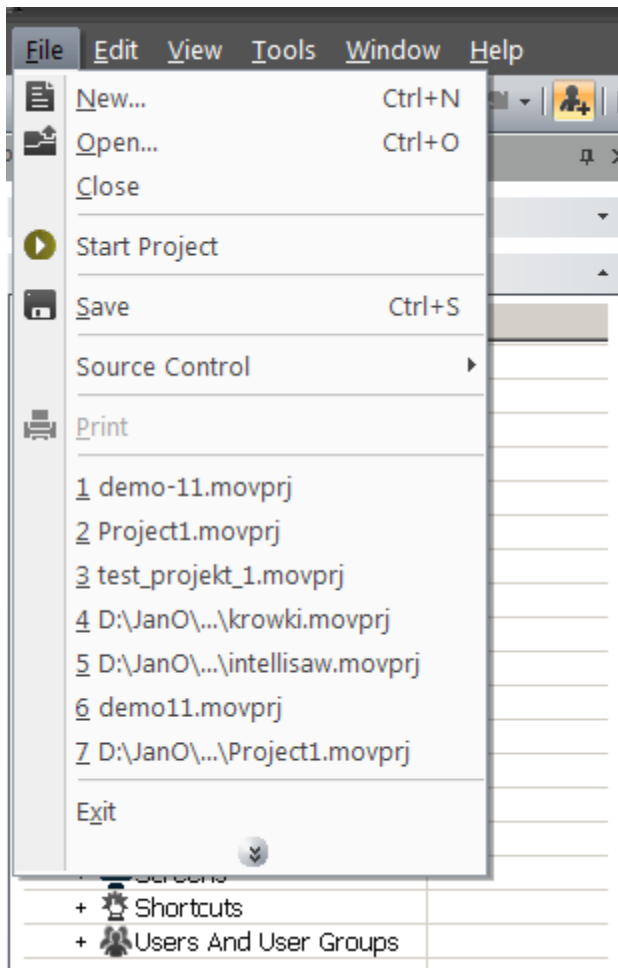 File Edit View Tools Window Help
New... Ctrl+N
Open... Ctrl+O
Close
Start Project
Save Ctrl+S
Source Control
Print
1 demo-11.movprj
2 Project1.movprj
3 test_projekt_1.movprj
4 D:\JanO\...\krowki.movprj
5 D:\JanO\...\intellisaw.movprj
6 demo11.movprj
7 D:\JanO\...\Project1.movprj
Exit
Shortcuts
Users And User Groups